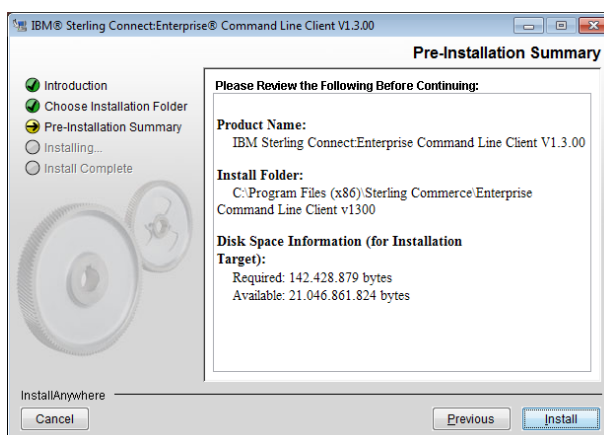 IBM® Sterling Connect:Enterprise® Command Line Client V1.3.00
Pre-Installation Summary
Introduction
Choose Installation Folder
Pre-Installation Summary
Installing...
Install Complete
Please Review the Following Before Continuing:
Product Name:
IBM Sterling Connect:Enterprise Command Line Client V1.3.00
Install Folder:
C:\Program Files (x86)\Sterling Commerce\Enterprise
Command Line Client v1300
Disk Space Information (for Installation
Target):
Required: 142.428.879 bytes
Available: 21.046.861.824 bytes
InstallAnywhere
Cancel
Previous
Install